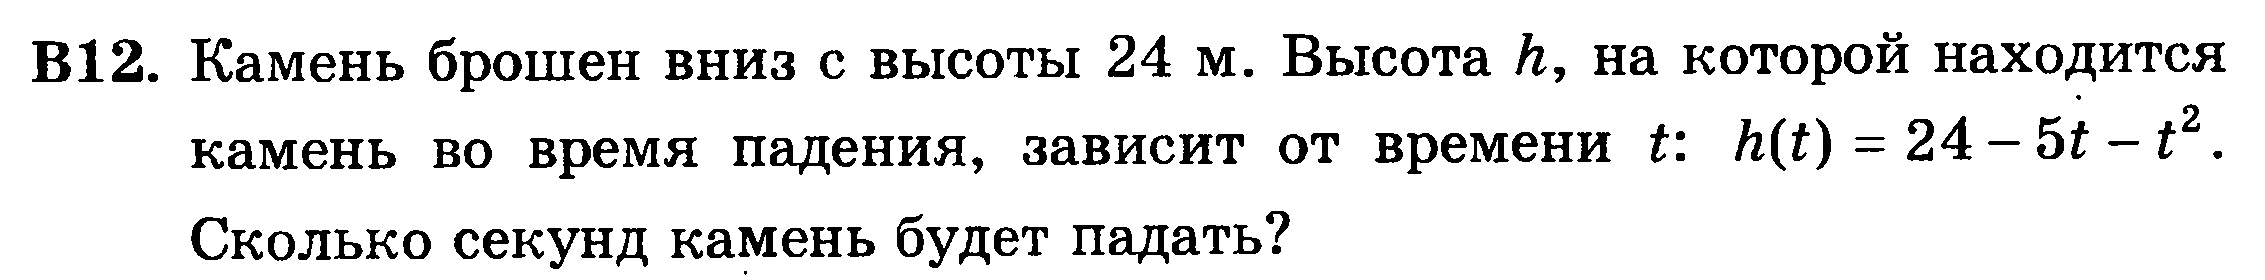 В12. Камень брошен вниз с высоты 24 м. Высота h, на которой находится
камень во время падения, зависит от времени t: h(t) = 24 – 5t – t².
Сколько секунд камень будет падать?